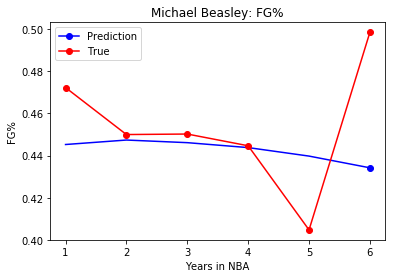 Michael Beasley: FG%
Prediction
True
FG%
0.50
0.48
0.46
0.44
0.42
0.40
1 2 3 4 5 6
Years in NBA